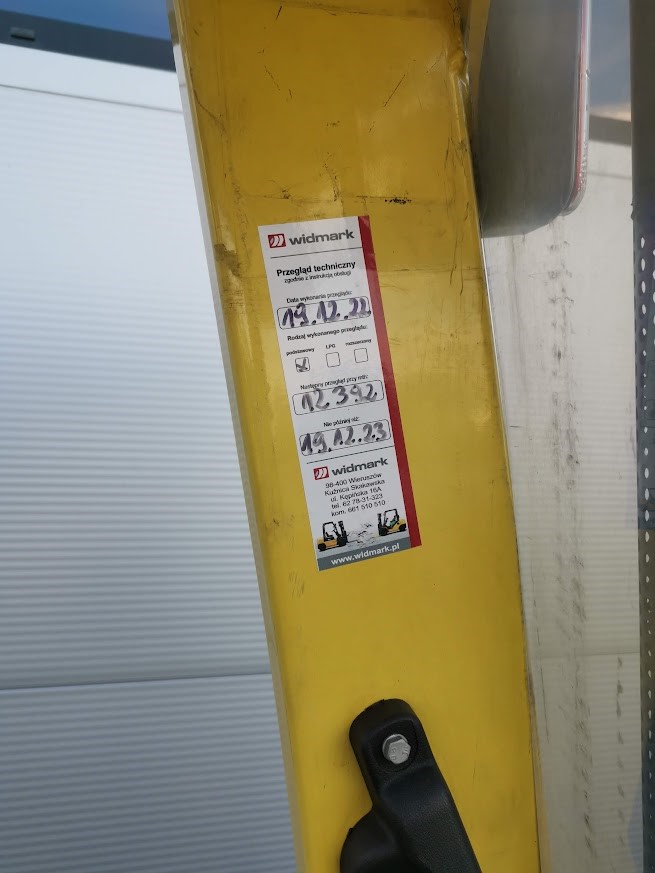 widmark
Przegląd techniczny
zgodnie z instrukcją obsługi
Data wykonania przeglądu:
19.12.22
Rodzaj wykonanego przeglądu:
podstawowy LPG rozszerzony
Następny przegląd przy mth:
12392
Nie później niż:
19.12.23
widmark
98-400 Wieruszów
Kuźnica Skakawska
ul. Kępińska 16A
tel. 62 78-31-323
kom. 661 510 510
www.widmark.pl